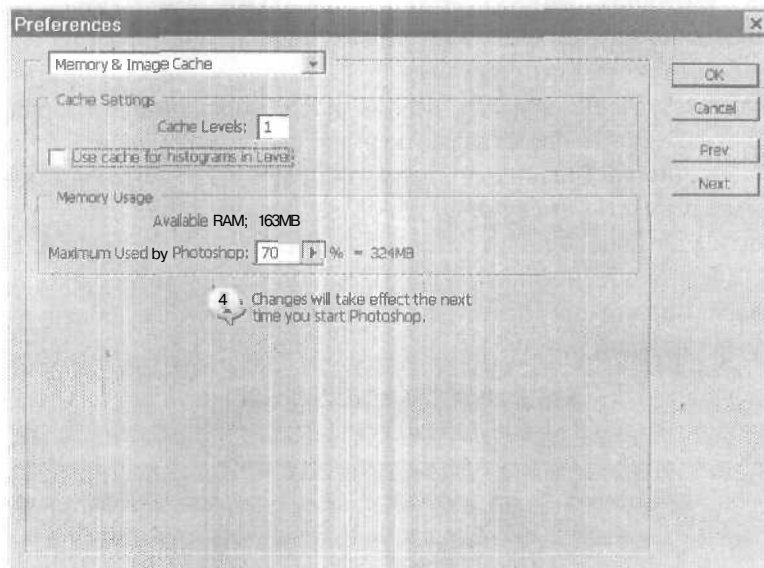 Preferences
Memory & Image Cache
OK
Cache Settings
Cancel
Cache Levels: 1
Use cache for histograms in Level
Prev
Next
Memory Usage
Available RAM; 163MB
Maximum Used by Photoshop: 70 % = 324MB
4 Changes will take effect the next
time you start Photoshop.